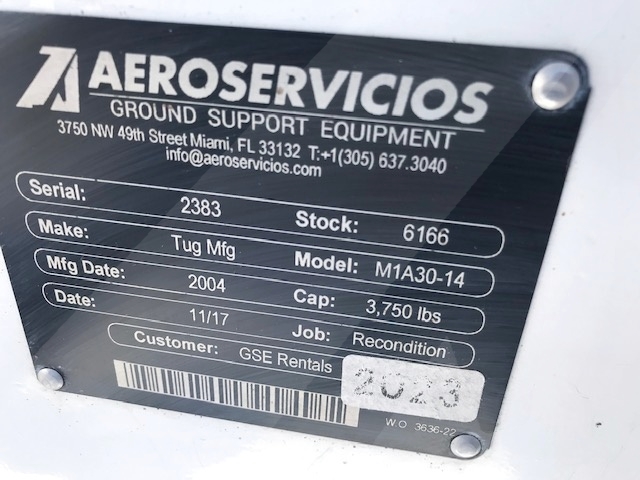 AEROSERVICIOS
GROUND SUPPORT EQUIPMENT
3750 NW 49th Street Miami, FL 33132 T:+1(305) 637.3040
info@aeroservicios.com
Serial: 2383 Stock: 6166
Make: Tug Mfg Model: M1A30-14
Mfg Date: 2004 Cap: 3,750 lbs
Date: 11/17 Job: Recondition
Customer: GSE Rentals
2023
WO 3636-22